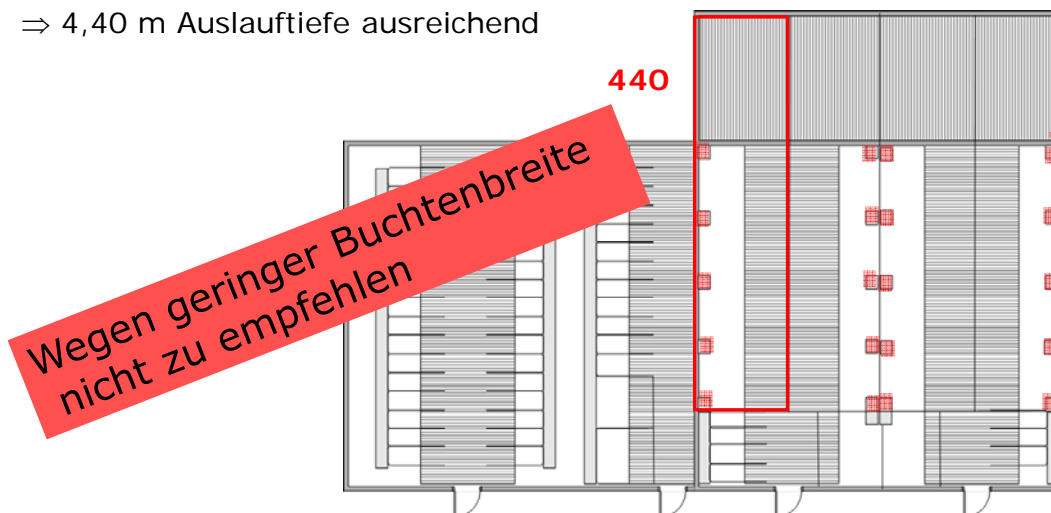 ⇒ 4,40 m Auslauftiefe ausreichend
440
Wegen geringer Buchtenbreite
nicht zu empfehlen